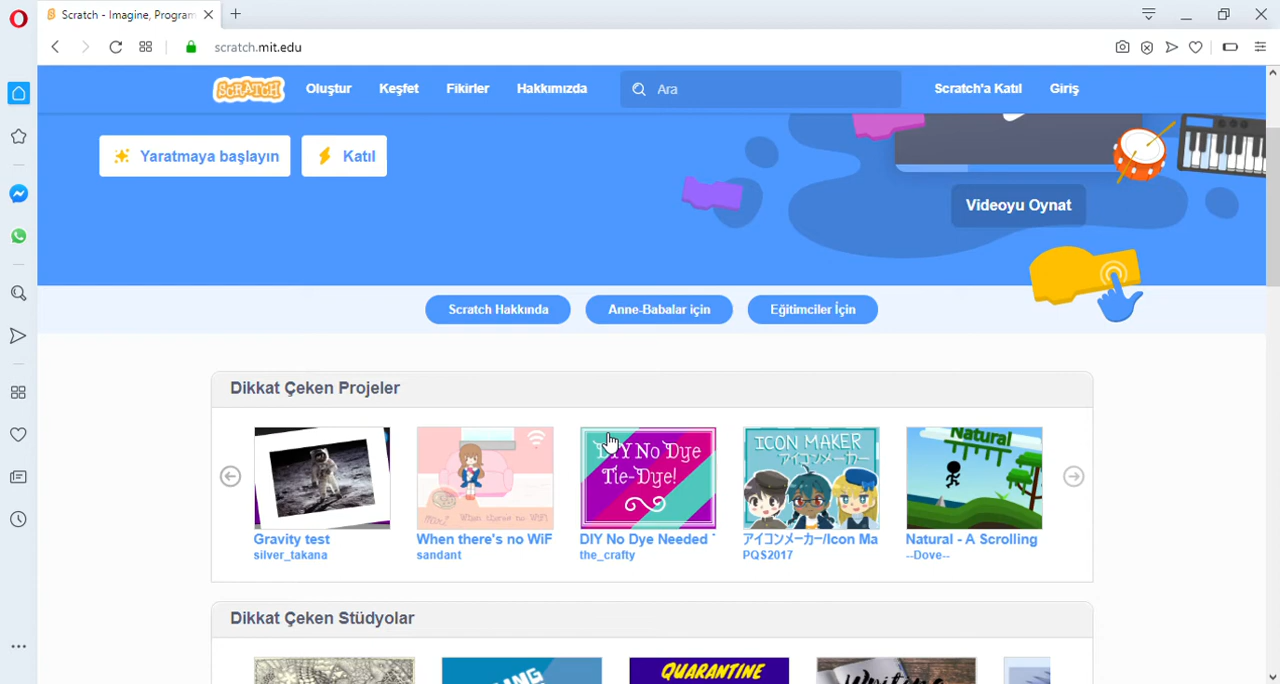 Scratch - Imagine, Program
scratch.mit.edu
SCRATCH
Oluştur
Keşfet
Fikirler
Hakkımızda
Ara
Scratch'a Katıl
Giriş
Yaratmaya başlayın
Katıl
Videoyu Oynat
Scratch Hakkında
Anne-Babalar için
Eğitimciler İçin
Dikkat Çeken Projeler
DIY No Dye
Tie-Dye!
ICON MAKER
アイコンメーカー
Natural
Gravity test
silver_takana
When there's no WiF
sandant
DIY No Dye Needed
the_crafty
アイコンメーカー/Icon Ma
PQS2017
Natural - A Scrolling
--Dove--
Dikkat Çeken Stüdyolar
QUARANTINE